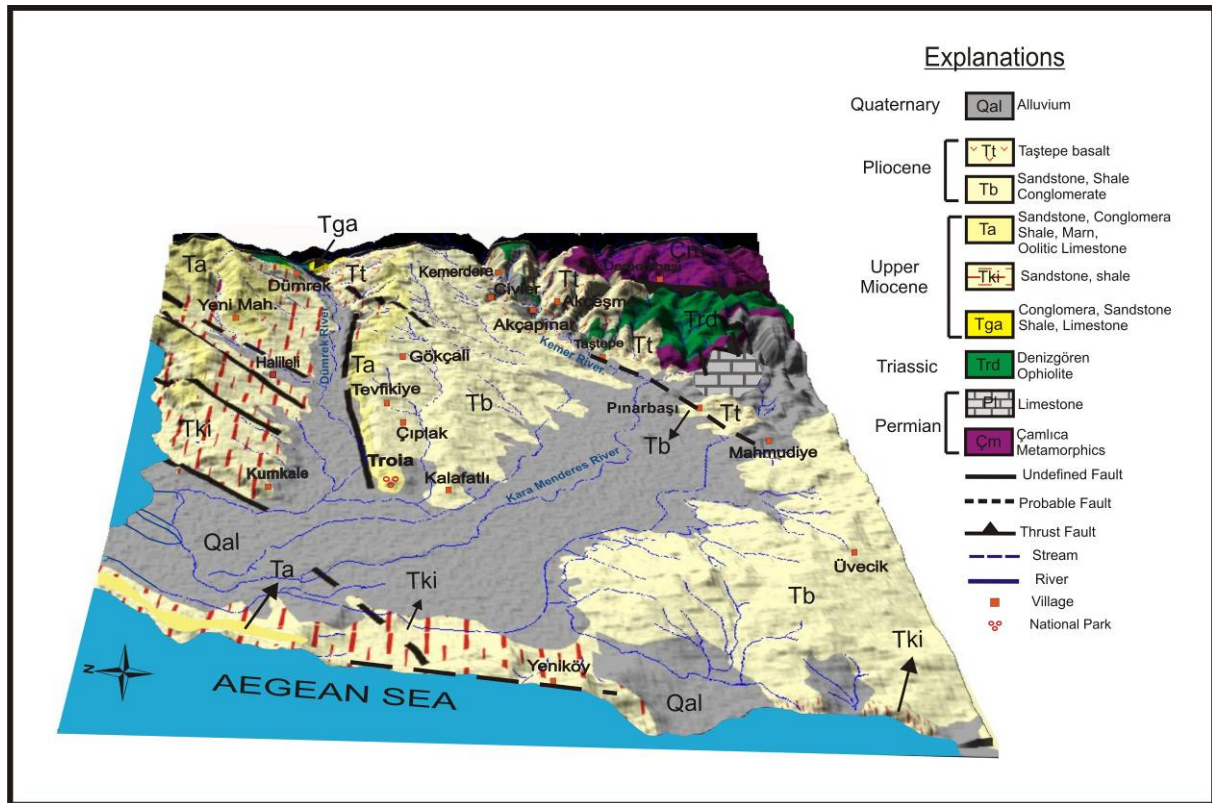 Explanations
Quaternary
Qal
Alluvium
Pliocene
Tt
Taştepe basalt
Tb
Sandstone, Shale
Conglomerate
Upper
Miocene
Ta
Sandstone, Conglomera
Shale, Marn,
Oolitic Limestone
Tki
Sandstone, shale
Tga
Conglomera, Sandstone
Shale, Limestone
Triassic
Trd
Denizgören
Ophiolite
Permian
Limestone
Çm
Çamlıca
Metamorphics
Undefined Fault
Probable Fault
Thrust Fault
Stream
River
Village
National Park
Tga
Ta
Dümrek
Tt
Kemerdere
Çm
Yeni Mah.
Civler
Tt
Akçeşme
Akçapınar
Trd
Halileli
Dümrek River
Ta
Gökçali
Kemer River
Taştepe
Tt
Tevfikiye
Tb
Pınarbaşı
Tt
Tki
Çıplak
Tb
Mahmudiye
Kumkale
Troia
Kalafatlı
Kara Menderes River
Qal
Üvecik
Ta
Tki
Tb
Tki
Yeniköy
N
AEGEAN SEA
Qal